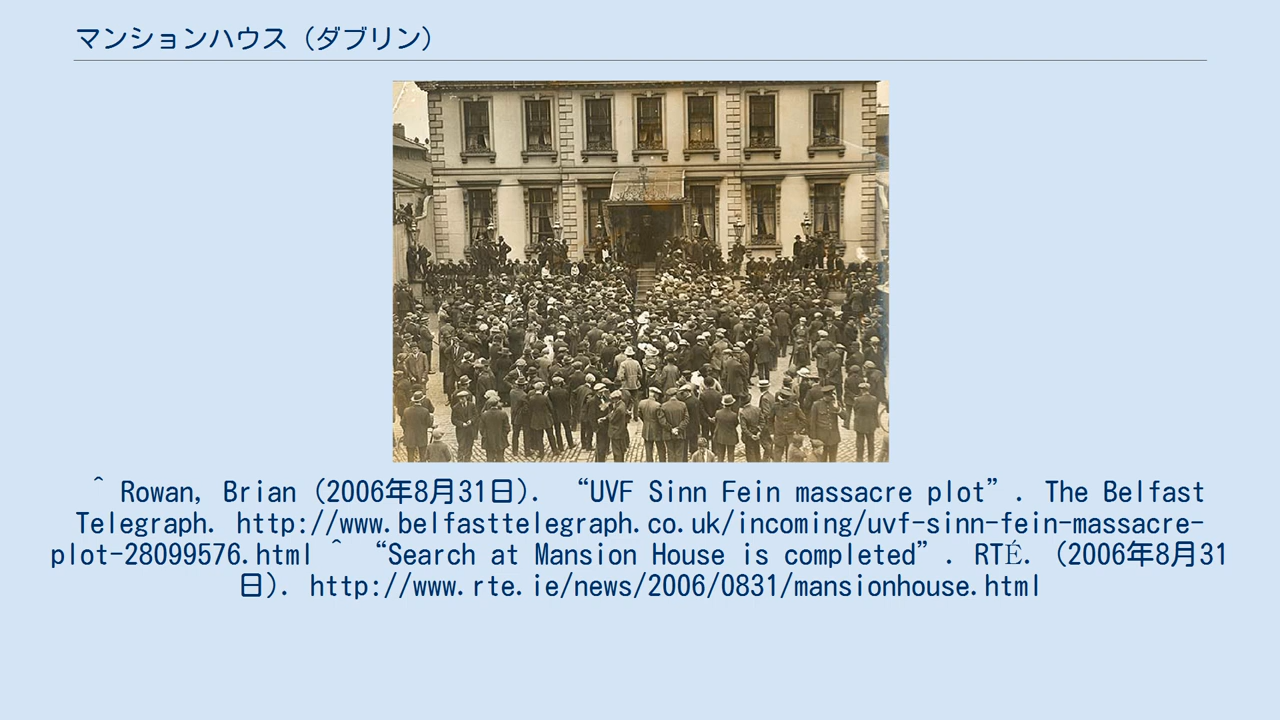 マンションハウス（ダブリン）
^ Rowan, Brian (2006年8月31日). “UVF Sinn Fein massacre plot”. The Belfast
Telegraph. http://www.belfasttelegraph.co.uk/incoming/uvf-sinn-fein-massacre-
plot-28099576.html ^ “Search at Mansion House is completed”. RTÉ. (2006年8月31
日). http://www.rte.ie/news/2006/0831/mansionhouse.html